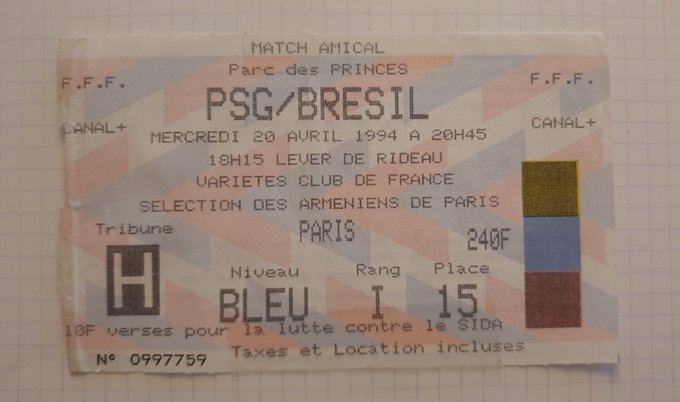 MATCH AMICAL
Parc des PRINCES
F.F.F.
F.F.F.
PSG/BRESIL
CANAL+
CANAL+
MERCREDI 20 AVRIL 1994 A 20H45
18H15 LEVER DE RIDEAU
VARIETES CLUB DE FRANCE
SELECTION DES ARMENIENS DE PARIS
Tribune
PARIS
240F
H
Niveau Rang Place
BLEU I 15
10F verses pour la lutte contre le SIDA
Taxes et Location incluses
N° 0997759